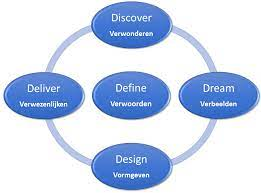 Discover
Verwonderen
Deliver
Verwezenlijken
Define
Verwoorden
Dream
Verbeelden
Design
Vormgeven